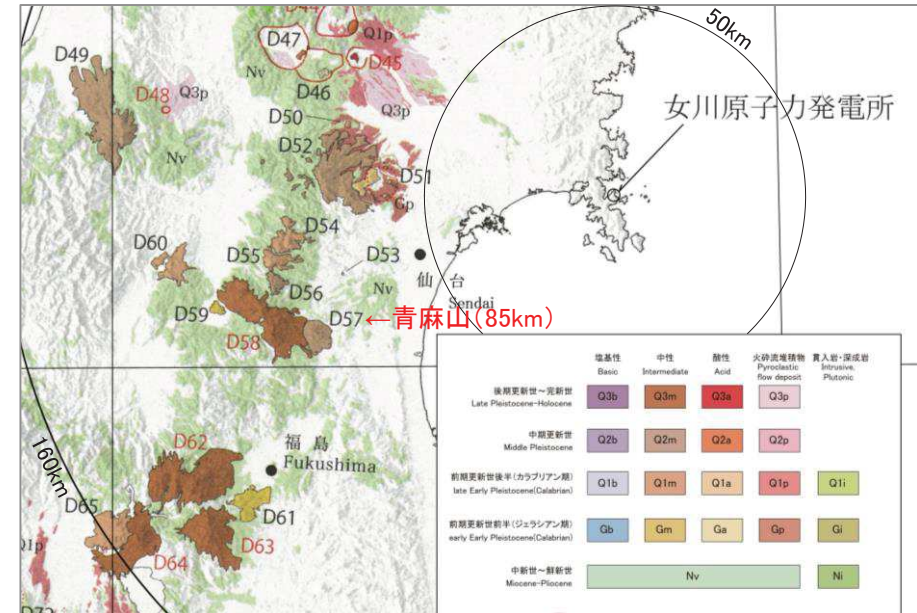 D44
50km
D49
D47
Q1p
Nv
D45
D48
Q3p
D46
Q3p
女川原子力発電所
D50
D52
Nv
D51
Gp
D54
D60
D55
D53
仙台
Sendai
D56
Nv
D59
D57
←青麻山(85km)
D58
塩基性
Basic
中性
Intermediate
酸性
Acid
火砕流堆積物
Pyroclastic
flow deposit
貫入岩・深成岩
Intrusive,
Plutonic
後期更新世～完新世
Late Pleistocene-Holocene
Q3b
Q3m
Q3a
Q3p
中期更新世
Middle Pleistocene
Q2b
Q2m
Q2a
Q2p
前期更新世後半(カラブリアン期)
late Early Pleistocene(Calabrian)
Q1b
Q1m
Q1a
Q1p
Q1i
前期更新世前半(ジェラシアン期)
early Early Pleistocene(Calabrian)
Gb
Gm
Ga
Gp
Gi
中新世～鮮新世
Miocene-Pliocene
Nv
Ni
D62
福島
Fukushima
160km
D65
D61
Q1p
D64
D63